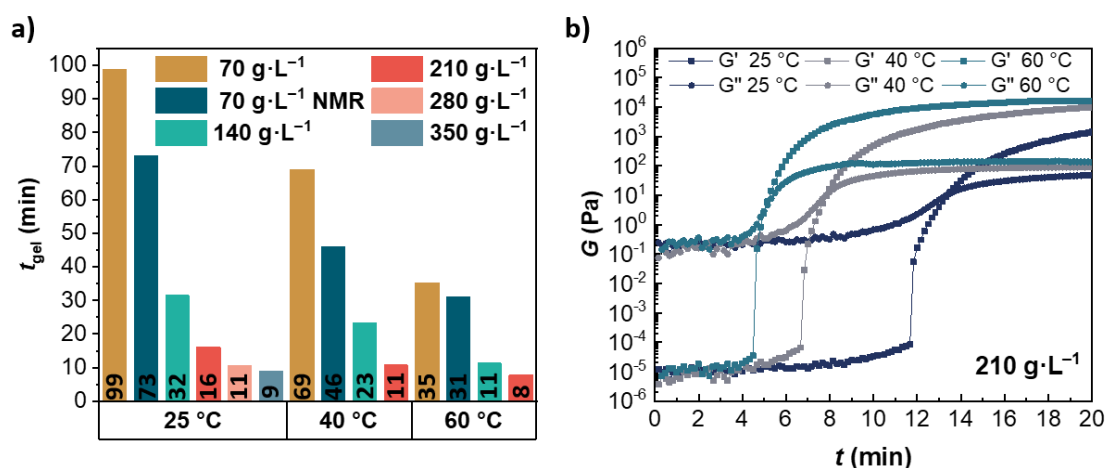 a)
100
90
80
70
60
50
40
30
20
10
0
t_gel (min)
70 g·L⁻¹
70 g·L⁻¹ NMR
140 g·L⁻¹
210 g·L⁻¹
280 g·L⁻¹
350 g·L⁻¹
99
73
32
16
11
9
69
46
23
11
35
31
11
8
25 °C
40 °C
60 °C
b)
G' 25 °C G' 40 °C G' 60 °C
G'' 25 °C G'' 40 °C G'' 60 °C
10⁶
10⁵
10⁴
10³
10²
10¹
10⁰
10⁻¹
10⁻²
10⁻³
10⁻⁴
10⁻⁵
10⁻⁶
G (Pa)
210 g·L⁻¹
0 2 4 6 8 10 12 14 16 18 20
t (min)